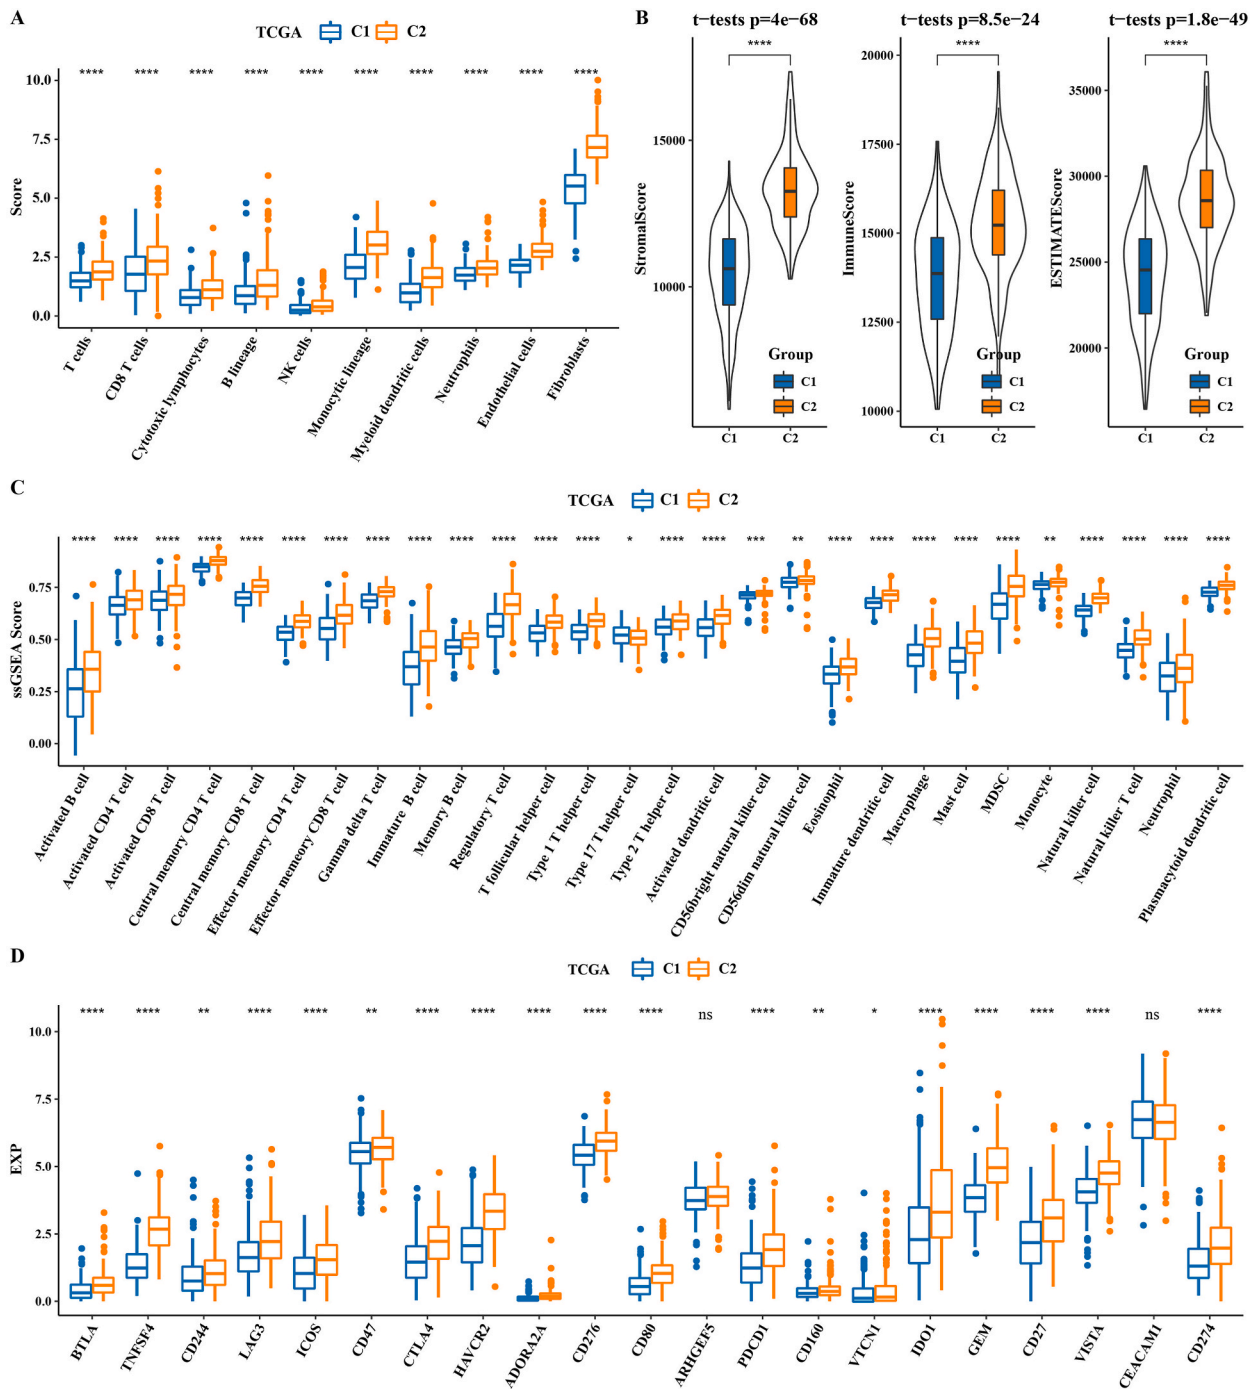 A
TCGA C1 C2
**** **** **** **** **** **** **** **** **** ****
Score
10.0
7.5
5.0
2.5
0.0
T cells
CD8 T cells
Cytotoxic lymphocytes
B lineage
NK cells
Monocytic lineage
Myeloid dendritic cells
Neutrophils
Endothelial cells
Fibroblasts
B
t−tests p=4e−68
****
StromalScore
15000
10000
Group
C1
C2
C1 C2
t−tests p=8.5e−24
****
ImmuneScore
20000
17500
15000
12500
10000
Group
C1
C2
C1 C2
t−tests p=1.8e−49
****
ESTIMATEScore
35000
30000
25000
20000
Group
C1
C2
C1 C2
C
TCGA C1 C2
**** **** **** **** **** **** **** **** **** **** **** **** **** * **** **** *** ** **** **** **** **** **** ** **** **** **** ****
ssGSEA Score
0.75
0.50
0.25
0.00
Activated B cell
Activated CD4 T cell
Activated CD8 T cell
Central memory CD4 T cell
Central memory CD8 T cell
Effector memeory CD4 T cell
Effector memeory CD8 T cell
Gamma delta T cell
Immature B cell
Memory B cell
Regulatory T cell
T follicular helper cell
Type 1 T helper cell
Type 17 T helper cell
Type 2 T helper cell
Activated dendritic cell
CD56bright natural killer cell
CD56dim natural killer cell
Eosinophil
Immature dendritic cell
Macrophage
Mast cell
MDSC
Monocyte
Natural killer cell
Natural killer T cell
Neutrophil
Plasmacytoid dendritic cell
D
TCGA C1 C2
**** **** ** **** **** ** **** **** **** **** **** ns **** ** * **** **** **** **** ns ****
EXP
10.0
7.5
5.0
2.5
0.0
BTLA
TNFSF4
CD244
LAG3
ICOS
CD47
CTLA4
HAVCR2
ADORA2A
CD276
CD80
ARHGEF5
PDCD1
CD160
VTCN1
IDO1
GEM
CD27
VISTA
CEACAM1
CD274